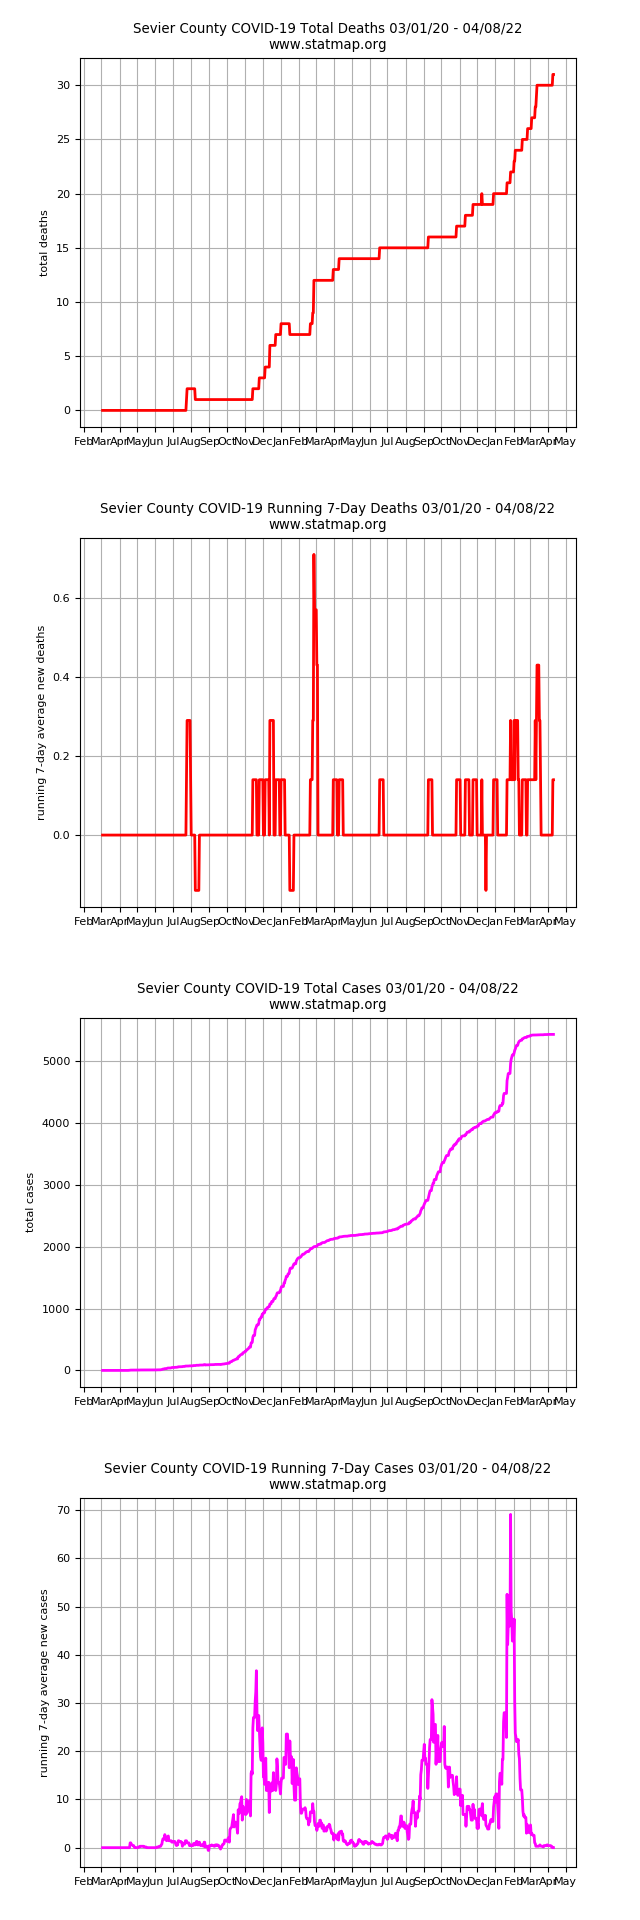 Sevier County COVID-19 Total Deaths 03/01/20 - 04/08/22
www.statmap.org
30
25
20
15
10
5
0
total deaths
Feb Mar Apr May Jun Jul Aug Sep Oct Nov Dec Jan Feb Mar Apr May Jun Jul Aug Sep Oct Nov Dec Jan Feb Mar Apr May
Sevier County COVID-19 Running 7-Day Deaths 03/01/20 - 04/08/22
www.statmap.org
0.6
0.4
0.2
0.0
running 7-day average new deaths
Feb Mar Apr May Jun Jul Aug Sep Oct Nov Dec Jan Feb Mar Apr May Jun Jul Aug Sep Oct Nov Dec Jan Feb Mar Apr May
Sevier County COVID-19 Total Cases 03/01/20 - 04/08/22
www.statmap.org
5000
4000
3000
2000
1000
0
total cases
Feb Mar Apr May Jun Jul Aug Sep Oct Nov Dec Jan Feb Mar Apr May Jun Jul Aug Sep Oct Nov Dec Jan Feb Mar Apr May
Sevier County COVID-19 Running 7-Day Cases 03/01/20 - 04/08/22
www.statmap.org
70
60
50
40
30
20
10
0
running 7-day average new cases
Feb Mar Apr May Jun Jul Aug Sep Oct Nov Dec Jan Feb Mar Apr May Jun Jul Aug Sep Oct Nov Dec Jan Feb Mar Apr May